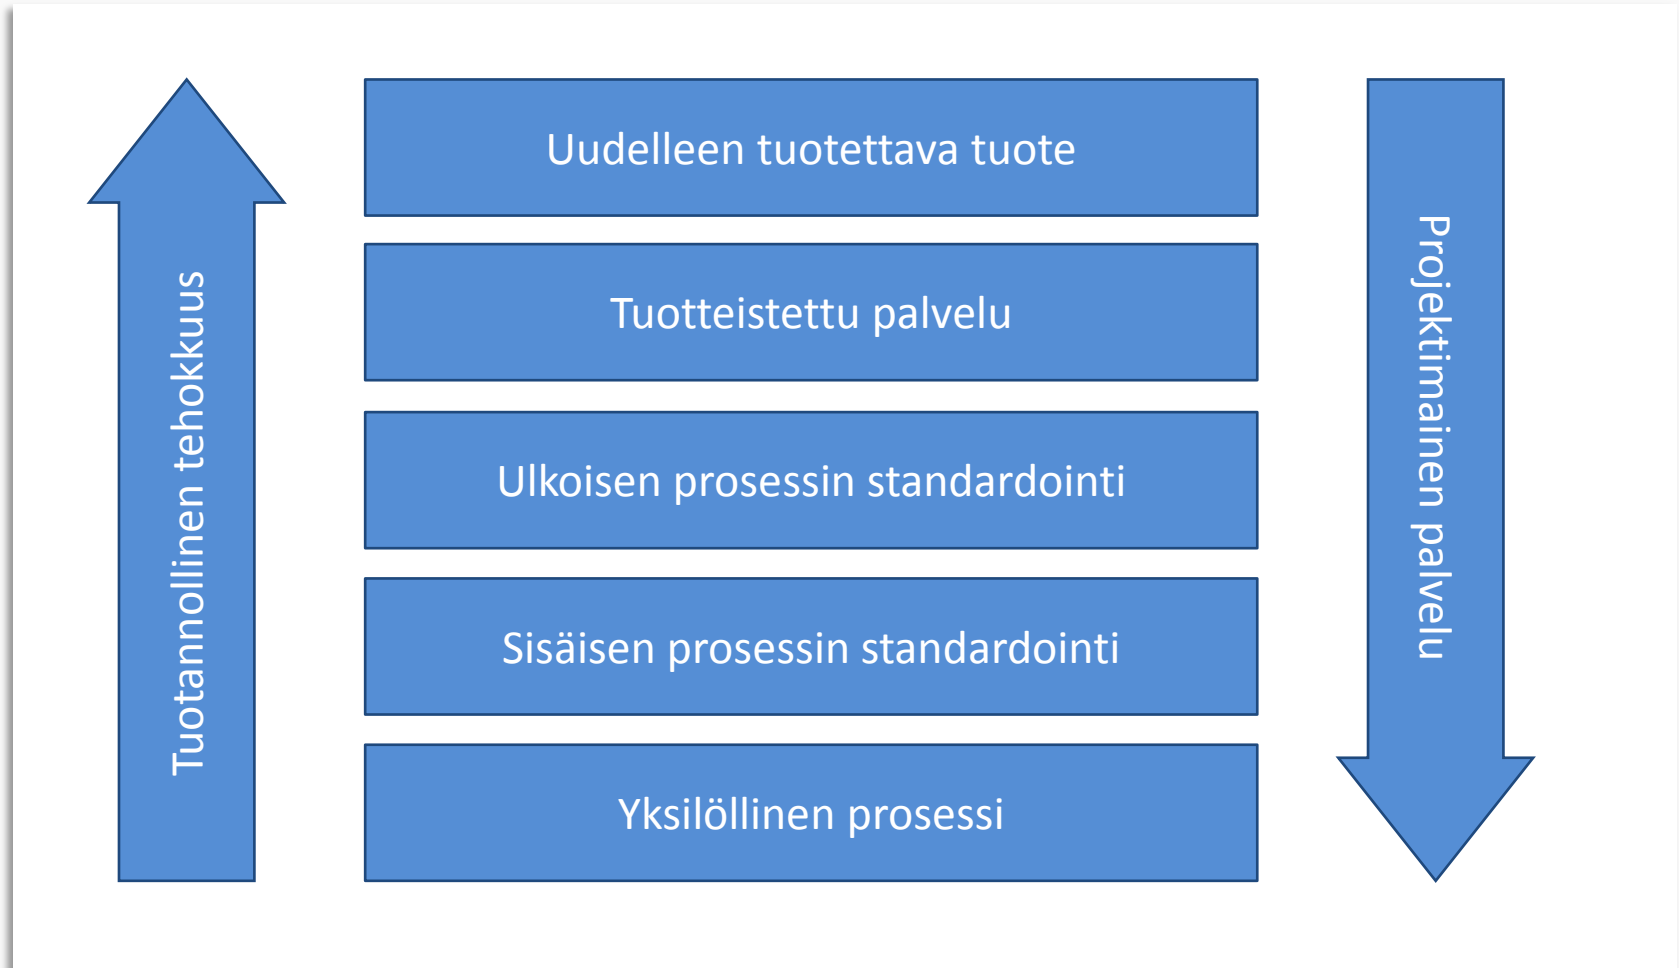 Tuotannollinen tehokkuus
Uudelleen tuotettava tuote
Tuotteistettu palvelu
Ulkoisen prosessin standardointi
Sisäisen prosessin standardointi
Yksilöllinen prosessi
Projektimainen palvelu